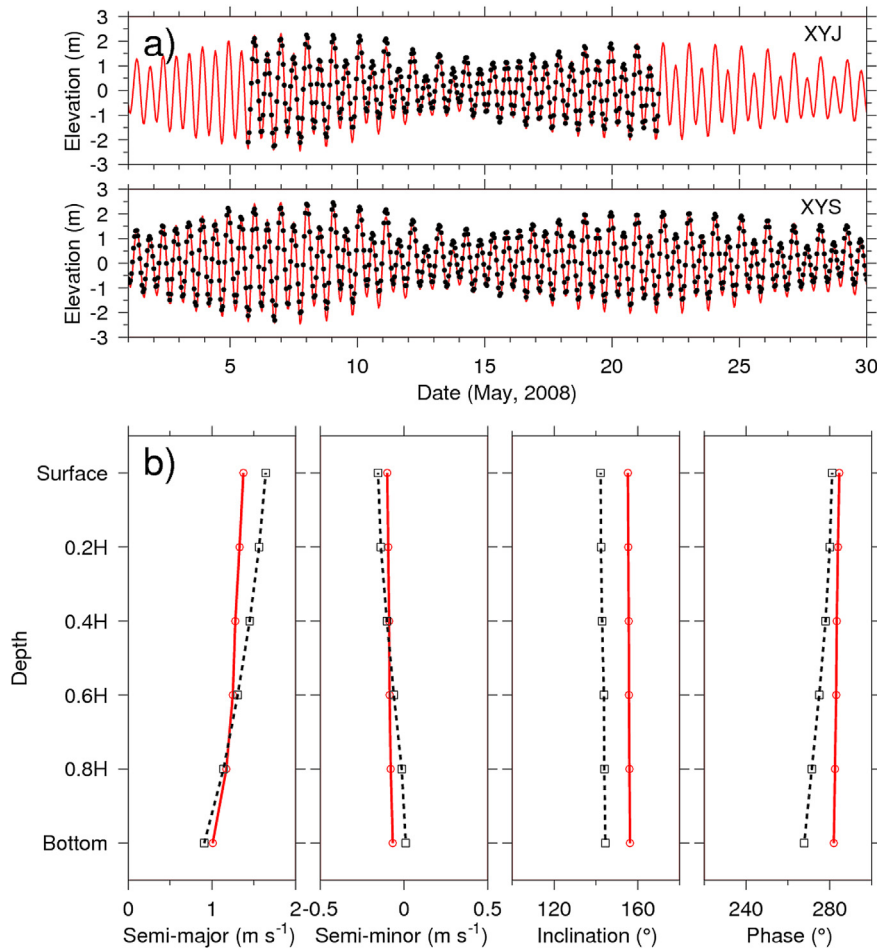 a)
XYJ
Elevation (m)
3
2
1
0
-1
-2
-3
XYS
Elevation (m)
3
2
1
0
-1
-2
-3
5 10 15 20 25 30
Date (May, 2008)
b)
Depth
Surface
0.2H
0.4H
0.6H
0.8H
Bottom
0 1 2
Semi-major (m s⁻¹)
-0.5 0 0.5
Semi-minor (m s⁻¹)
120 160
Inclination (°)
240 280
Phase (°)